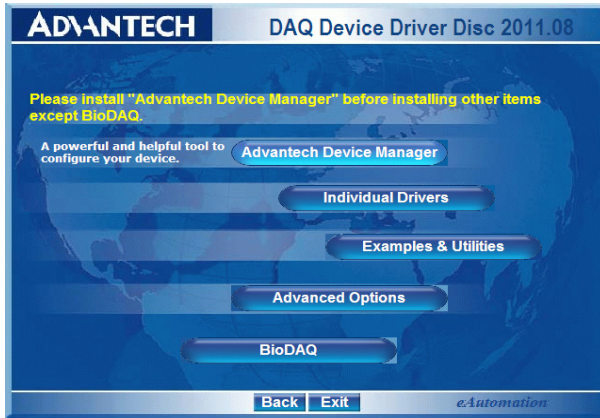 ADVANTECH
DAQ Device Driver Disc 2011.08
Please install "Advantech Device Manager" before installing other items
except BioDAQ.
A powerful and helpful tool to
configure your device.
Advantech Device Manager
Individual Drivers
Examples & Utilities
Advanced Options
BioDAQ
Back Exit
eAutomation